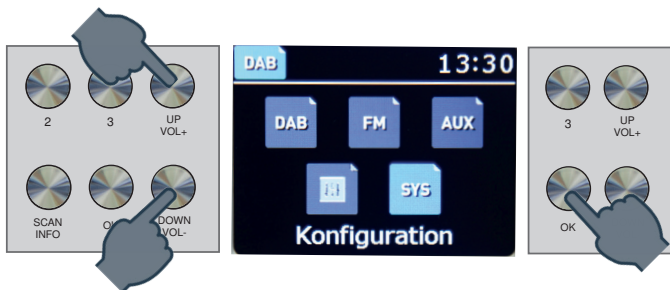 2 3 UP
VOL+
SCAN
INFO
DOWN
VOL-
DAB 13:30
DAB FM AUX
SYS
Konfiguration
3 UP
VOL+
OK